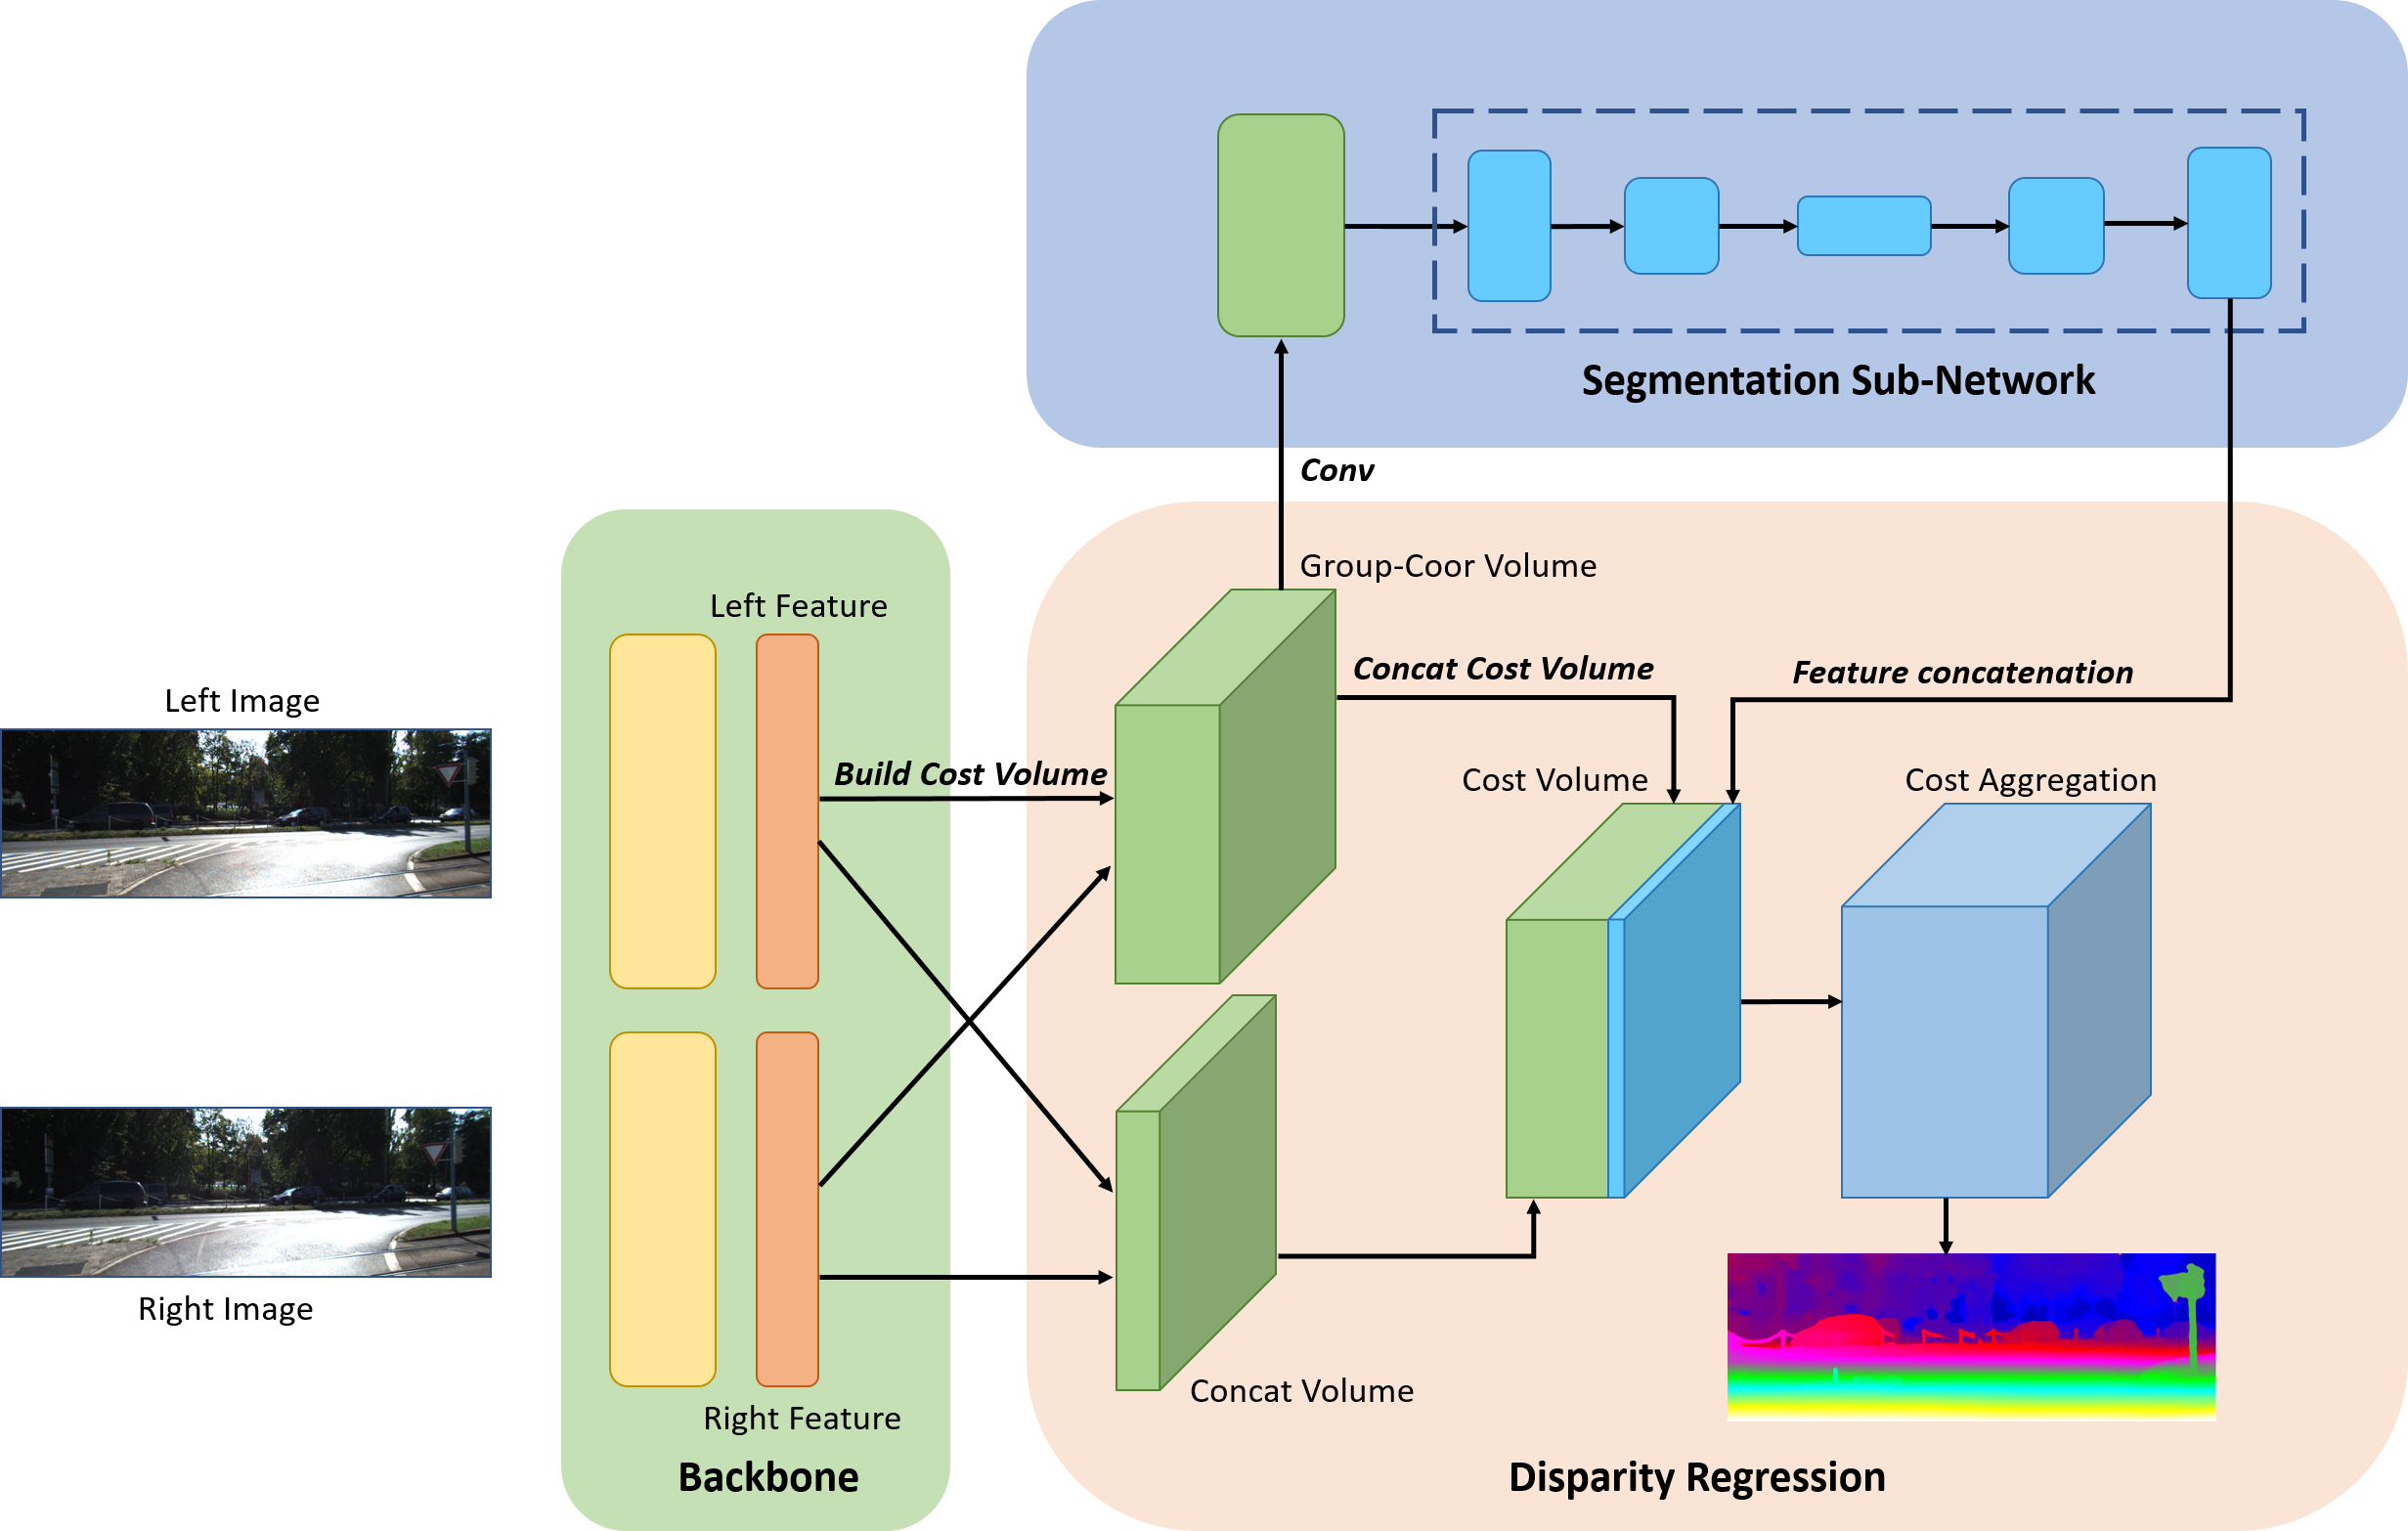 Segmentation Sub-Network
Conv
Group-Coor Volume
Left Feature
Concat Cost Volume
Feature concatenation
Left Image
Build Cost Volume
Cost Volume
Cost Aggregation
Right Image
Concat Volume
Right Feature
Backbone
Disparity Regression